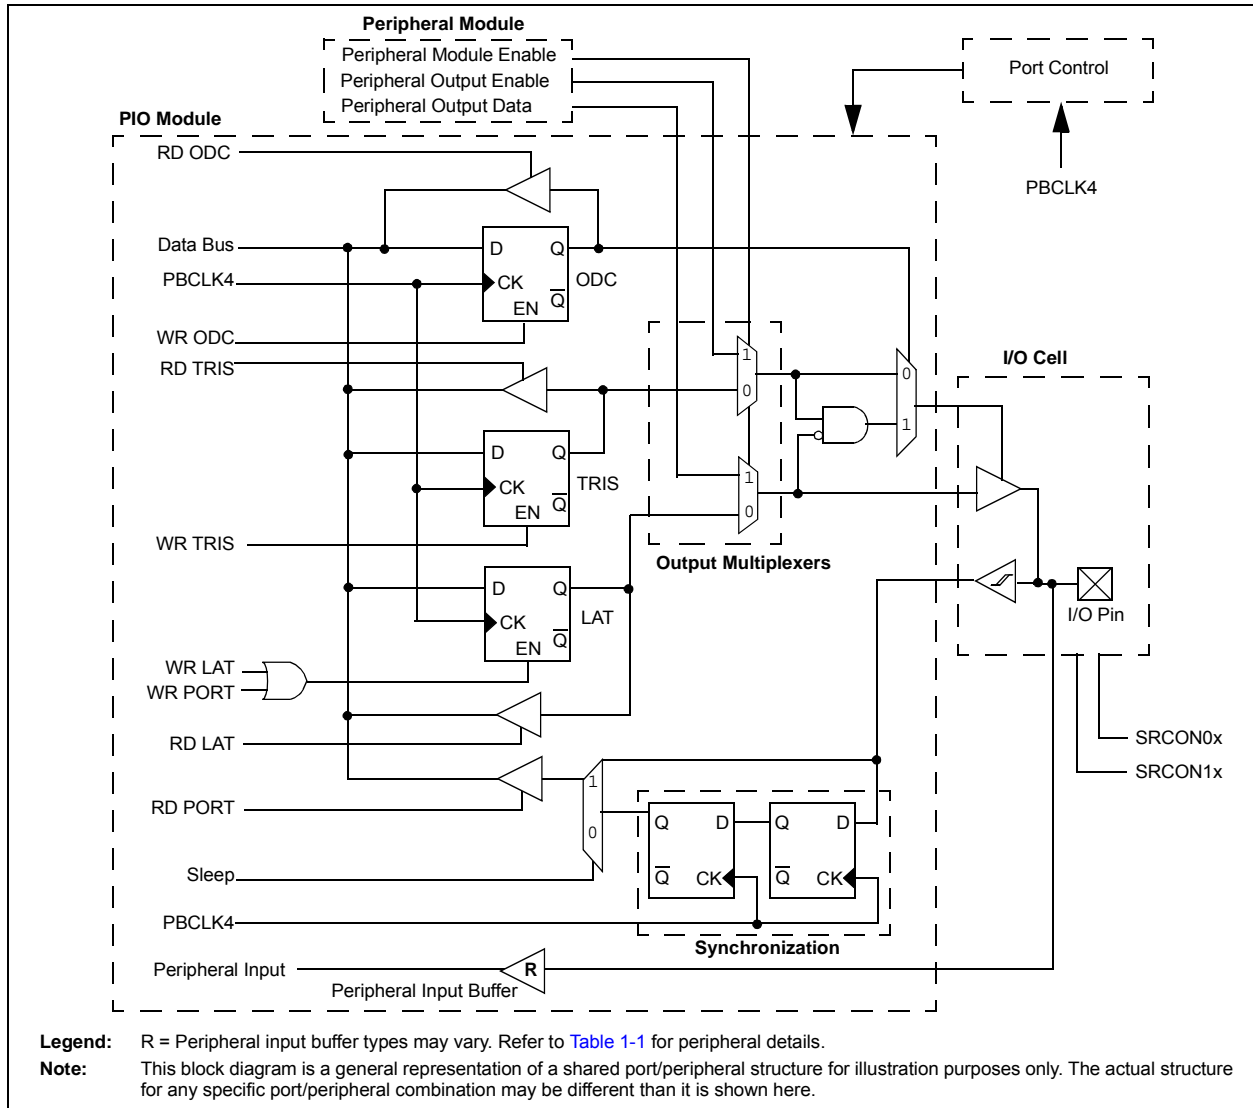 Peripheral Module
Peripheral Module Enable
Peripheral Output Enable
Peripheral Output Data
Port Control
PBCLK4
PIO Module
RD ODC
Data Bus
D
Q
PBCLK4
CK
Q
ODC
EN
WR ODC
RD TRIS
1
0
I/O Cell
0
1
D
Q
CK
Q
TRIS
EN
WR TRIS
1
0
Output Multiplexers
D
Q
CK
Q
LAT
EN
I/O Pin
WR LAT
WR PORT
RD LAT
SRCON0x
SRCON1x
RD PORT
1
0
Q
D
Q
D
Q
CK
Q
CK
Sleep
PBCLK4
Synchronization
Peripheral Input
R
Peripheral Input Buffer
Legend: R = Peripheral input buffer types may vary. Refer to Table 1-1 for peripheral details.
Note: This block diagram is a general representation of a shared port/peripheral structure for illustration purposes only. The actual structure
for any specific port/peripheral combination may be different than it is shown here.